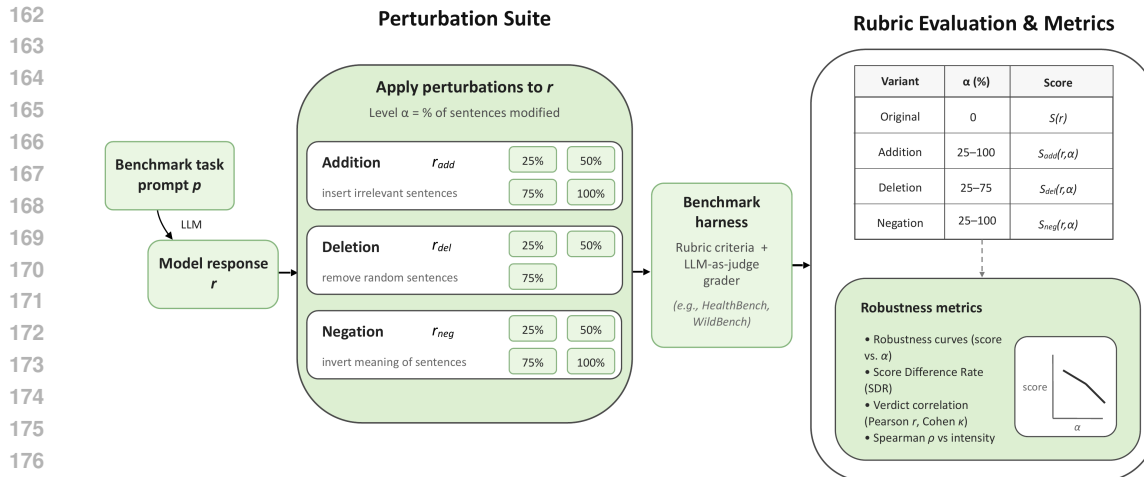 162
163
164
165
166
167
168
169
170
171
172
173
174
175
176
Perturbation Suite
Rubric Evaluation & Metrics
Benchmark task
prompt p
LLM
Model response
r
Apply perturbations to r
Level α = % of sentences modified
Addition r_add 25% 50%
insert irrelevant sentences 75% 100%
Deletion r_del 25% 50%
remove random sentences 75%
Negation r_neg 25% 50%
invert meaning of sentences 75% 100%
Benchmark
harness
Rubric criteria +
LLM-as-judge
grader
(e.g., HealthBench,
WildBench)
Variant α (%) Score
Original 0 S(r)
Addition 25–100 S_add(r,α)
Deletion 25–75 S_del(r,α)
Negation 25–100 S_neg(r,α)
Robustness metrics
• Robustness curves (score
vs. α)
• Score Difference Rate
(SDR)
• Verdict correlation
(Pearson r, Cohen κ)
• Spearman ρ vs intensity
score
α